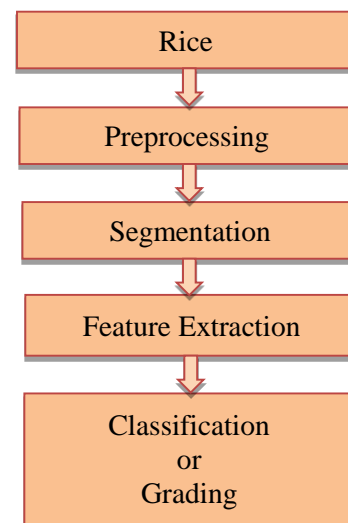 Rice
Preprocessing
Segmentation
Feature Extraction
Classification
or
Grading